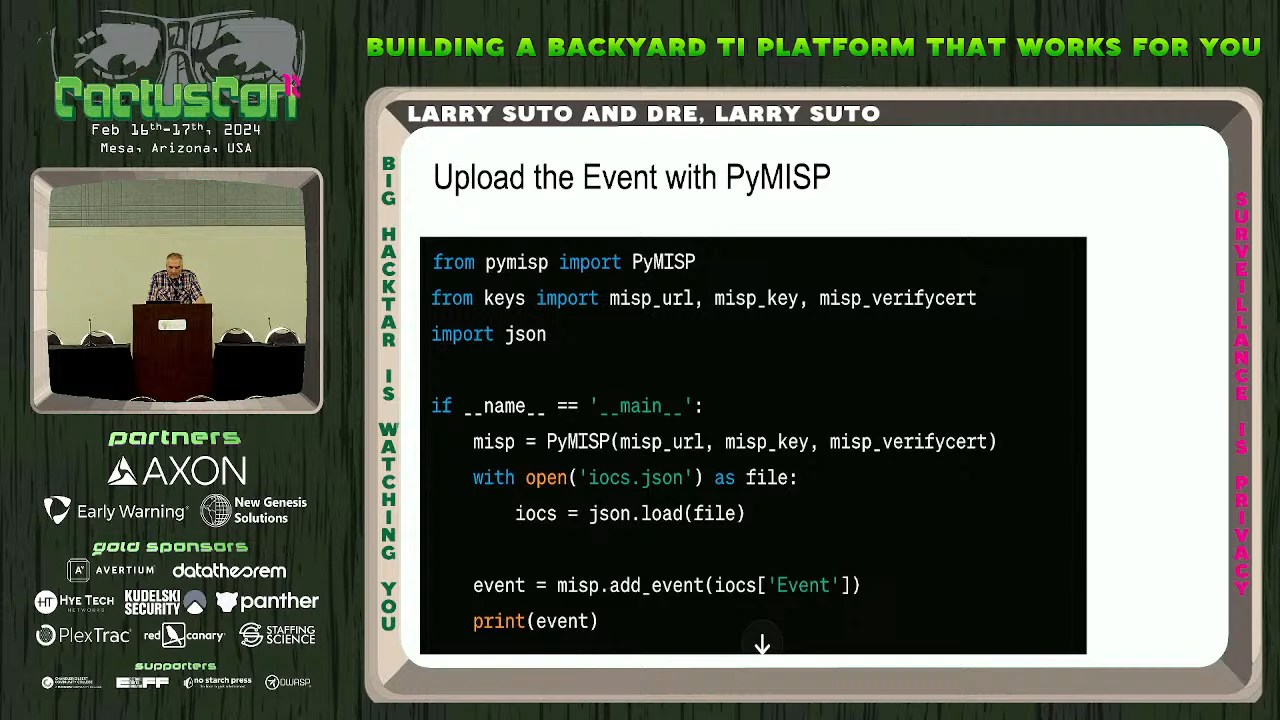 CactusCon
Feb 16th-17th, 2024
Mesa, Arizona, USA
BUILDING A BACKYARD TI PLATFORM THAT WORKS FOR YOU
LARRY SUTO AND DRE, LARRY SUTO
BIG HACKTAR IS WATCHING YOU
Upload the Event with PyMISP
from pymisp import PyMISP
from keys import misp_url, misp_key, misp_verifycert
import json
if __name__ == '__main__':
misp = PyMISP(misp_url, misp_key, misp_verifycert)
with open('iocs.json') as file:
iocs = json.load(file)
event = misp.add_event(iocs['Event'])
print(event)
SURVEILLANCE IS PRIVACY
partners
AXON
Early Warning
New Genesis
Solutions
gold sponsors
AVERTIUM
datatheorem
HT HYE TECH
NETWORKS
KUDELSKI
SECURITY
panther
PlexTrac
red canary
STAFFING
SCIENCE
supporters
EFF
no starch press
OWASP